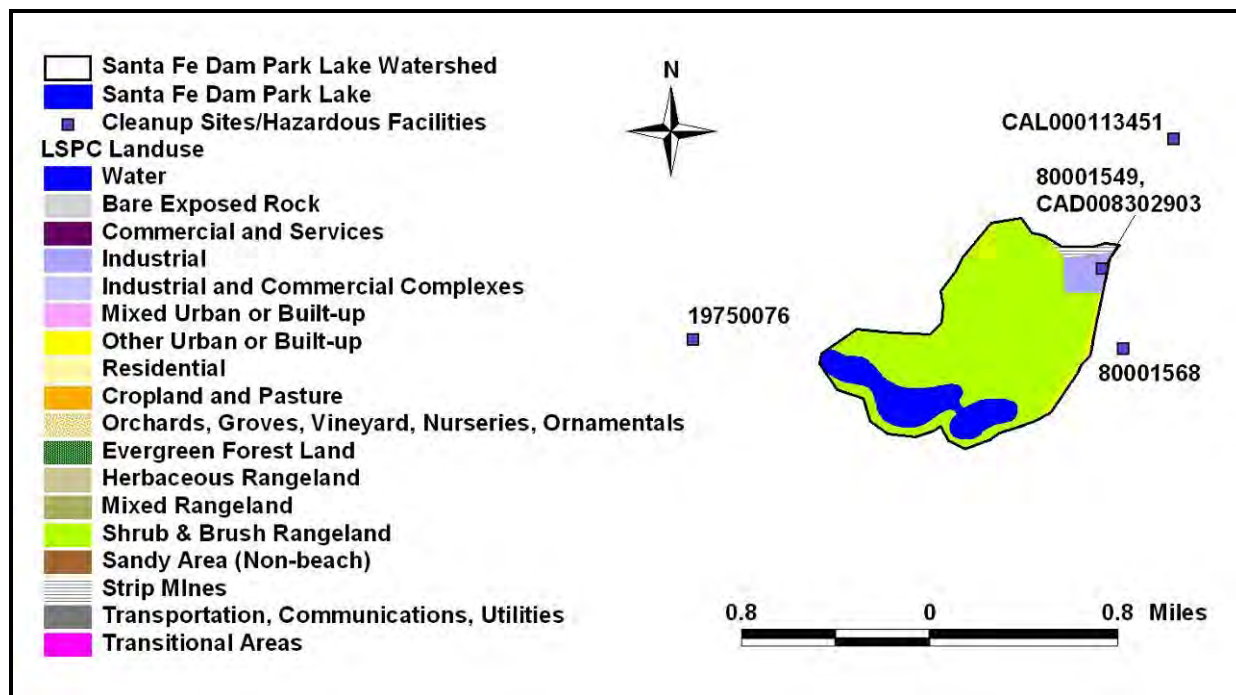 Santa Fe Dam Park Lake Watershed
Santa Fe Dam Park Lake
Cleanup Sites/Hazardous Facilities
LSPC Landuse
Water
Bare Exposed Rock
Commercial and Services
Industrial
Industrial and Commercial Complexes
Mixed Urban or Built-up
Other Urban or Built-up
Residential
Cropland and Pasture
Orchards, Groves, Vineyard, Nurseries, Ornamentals
Evergreen Forest Land
Herbaceous Rangeland
Mixed Rangeland
Shrub & Brush Rangeland
Sandy Area (Non-beach)
Strip MInes
Transportation, Communications, Utilities
Transitional Areas
N
CAL000113451
80001549,
CAD008302903
19750076
80001568
0.8 0 0.8 Miles